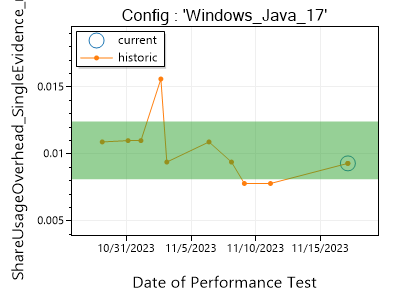 Config : 'Windows_Java_17'
ShareUsageOverhead_SingleEvidence_
current
historic
0.015
0.01
0.005
10/31/2023
11/5/2023
11/10/2023
11/15/2023
Date of Performance Test